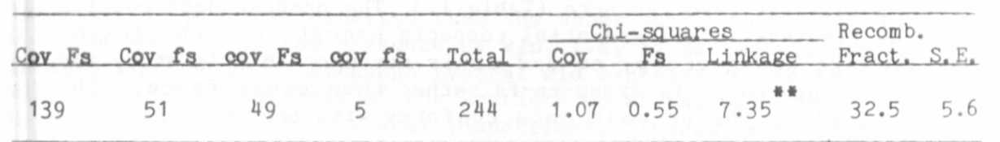 Chi-squares Recomb.
Cov Fs Cov fs cov Fs cov fs Total Cov Fs Linkage Fract. S.E.
139 51 49 5 244 1.07 0.55 7.35** 32.5 5.6